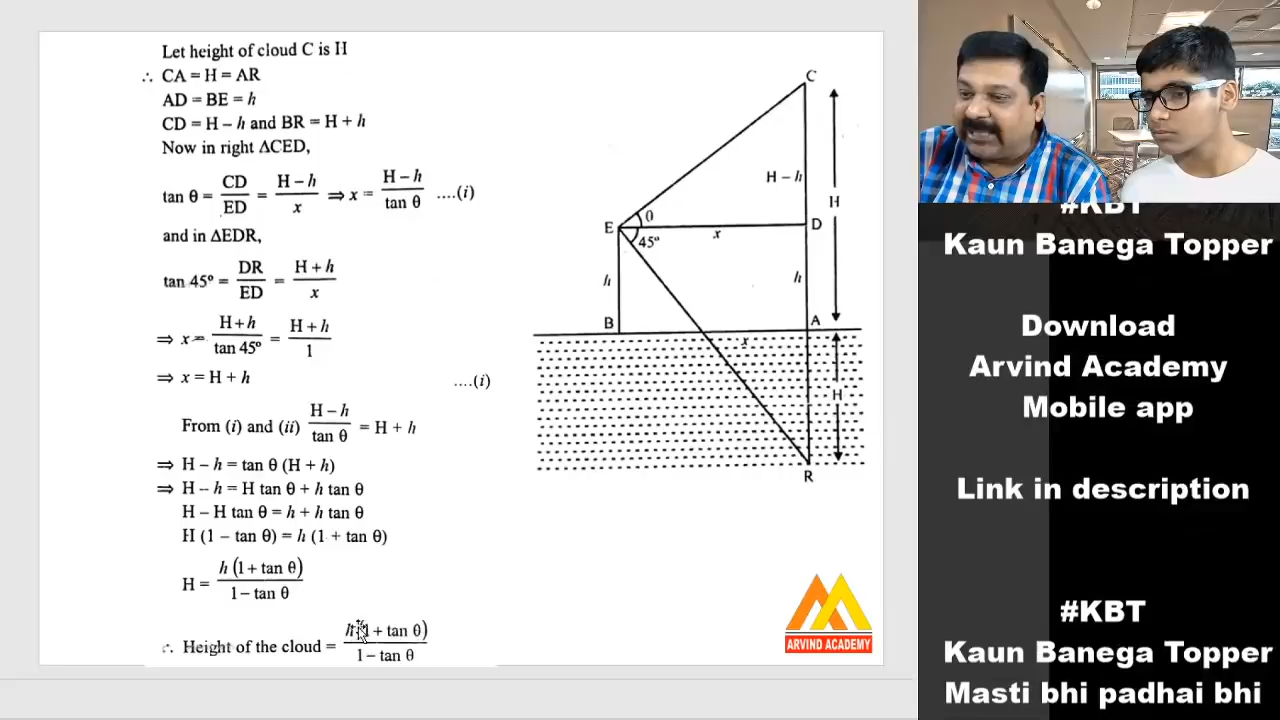 Let height of cloud C is H
∴ CA = H = AR
AD = BE = h
CD = H – h and BR = H + h
Now in right ΔCED,
tan θ = CD/ED = (H – h)/x ⇒ x = (H – h)/tan θ ....(i)
and in ΔEDR,
tan 45° = DR/ED = (H + h)/x
⇒ x = (H + h)/tan 45° = (H + h)/1
⇒ x = H + h ....(i)
From (i) and (ii) (H – h)/tan θ = H + h
⇒ H – h = tan θ (H + h)
⇒ H – h = H tan θ + h tan θ
H – H tan θ = h + h tan θ
H (1 – tan θ) = h (1 + tan θ)
H = h (1 + tan θ)/(1 – tan θ)
∴ Height of the cloud = h (1 + tan θ)/(1 – tan θ)
C
H – h
H
θ
E
x
D
45°
h
h
B
A
x
H
R
ARVIND ACADEMY
#KBT
Kaun Banega Topper
Download
Arvind Academy
Mobile app
Link in description
#KBT
Kaun Banega Topper
Masti bhi padhai bhi